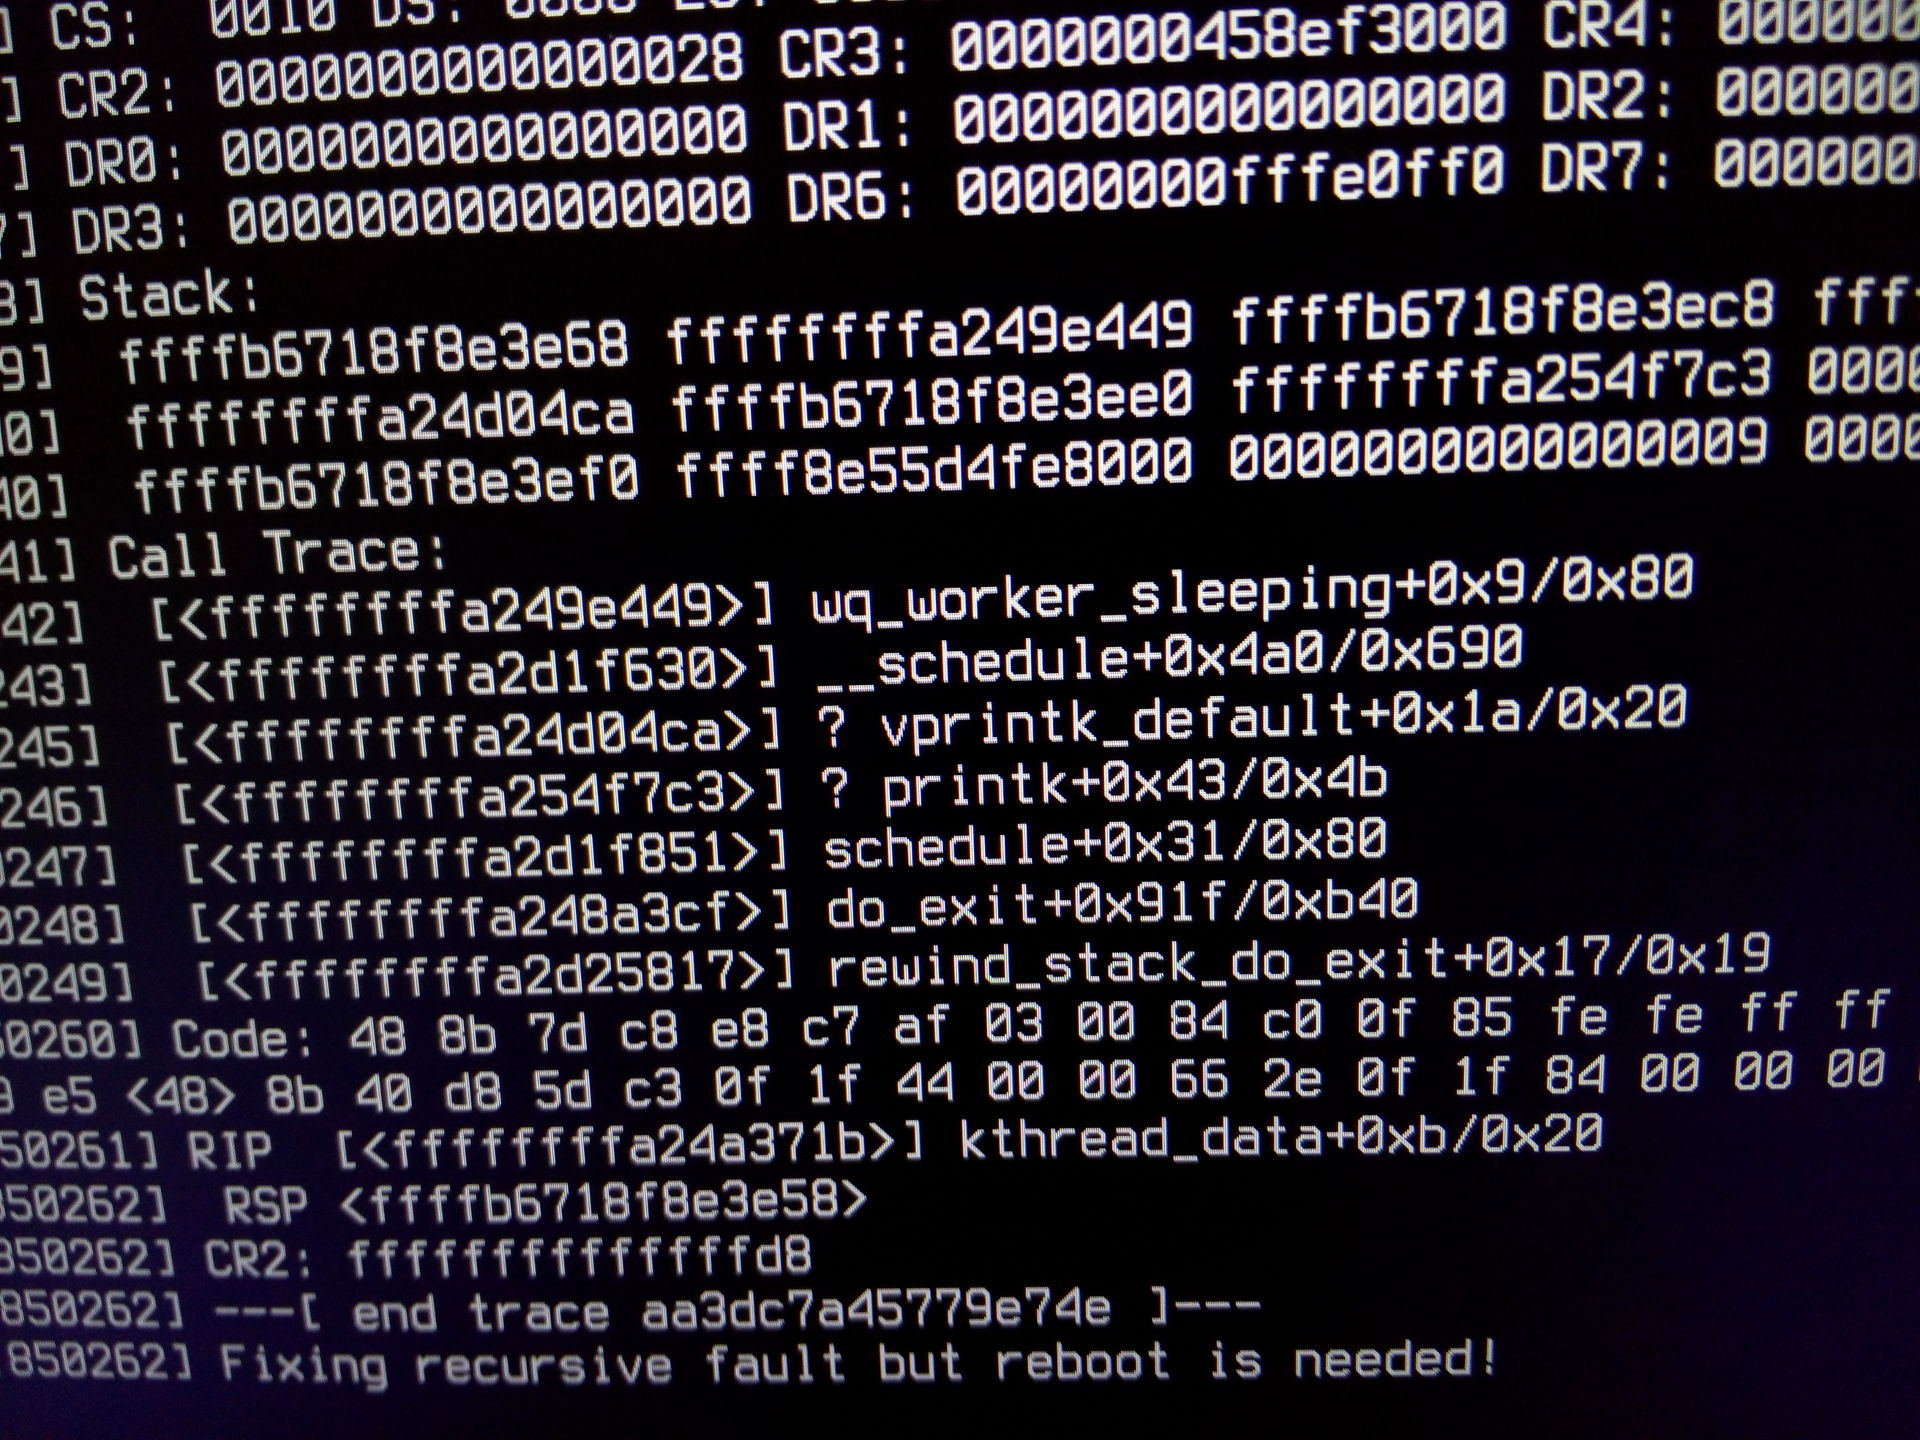 ] CS: 0010 DS:
] CR2: 0000000000000028 CR3: 0000000458ef3000 CR4: 000000
] DR0: 0000000000000000 DR1: 0000000000000000 DR2: 000000
7] DR3: 0000000000000000 DR6: 00000000fffe0ff0 DR7: 000000
3] Stack:
9] ffffb6718f8e3e68 ffffffffa249e449 ffffb6718f8e3ec8 fff
40] ffffffffa24d04ca ffffb6718f8e3ee0 ffffffffa254f7c3 0000
40] ffffb6718f8e3ef0 ffff8e55d4fe8000 0000000000000009 0000
41] Call Trace:
42] [<ffffffffa249e449>] wq_worker_sleeping+0x9/0x80
243] [<ffffffffa2d1f630>] __schedule+0x4a0/0x690
245] [<ffffffffa24d04ca>] ? vprintk_default+0x1a/0x20
246] [<ffffffffa254f7c3>] ? printk+0x43/0x4b
0247] [<ffffffffa2d1f851>] schedule+0x31/0x80
0248] [<ffffffffa248a3cf>] do_exit+0x91f/0xb40
0249] [<ffffffffa2d25817>] rewind_stack_do_exit+0x17/0x19
50260] Code: 48 8b 7d c8 e8 c7 af 03 00 84 c0 0f 85 fe fe ff ff
e5 <48> 8b 40 d8 5d c3 0f 1f 44 00 00 66 2e 0f 1f 84 00 00 00
50261] RIP [<ffffffffa24a371b>] kthread_data+0xb/0x20
850262] RSP <ffffb6718f8e3e58>
850262] CR2: ffffffffffffffd8
850262] ---[ end trace aa3dc7a45779e74e ]---
.850262] Fixing recursive fault but reboot is needed!